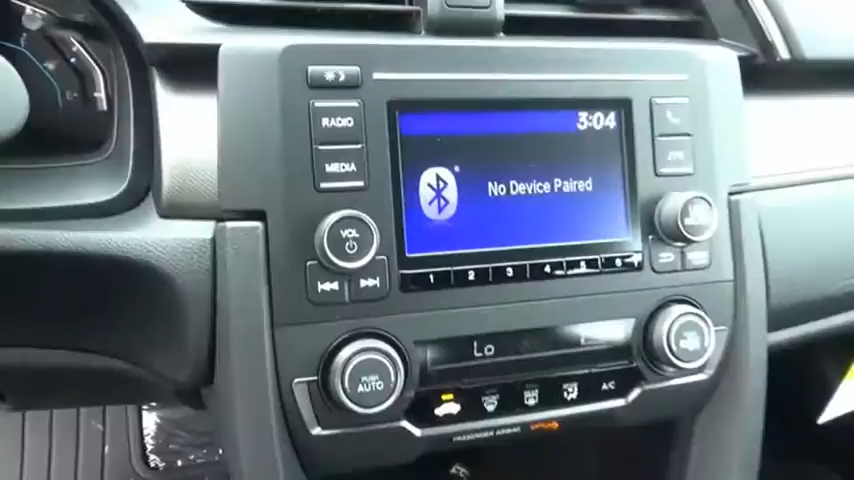 RADIO
MEDIA
3:04
No Device Paired
VOL
1 2 3 4 5 6
Lo
PUSH
AUTO
A/C
PASSENGER AIRBAG